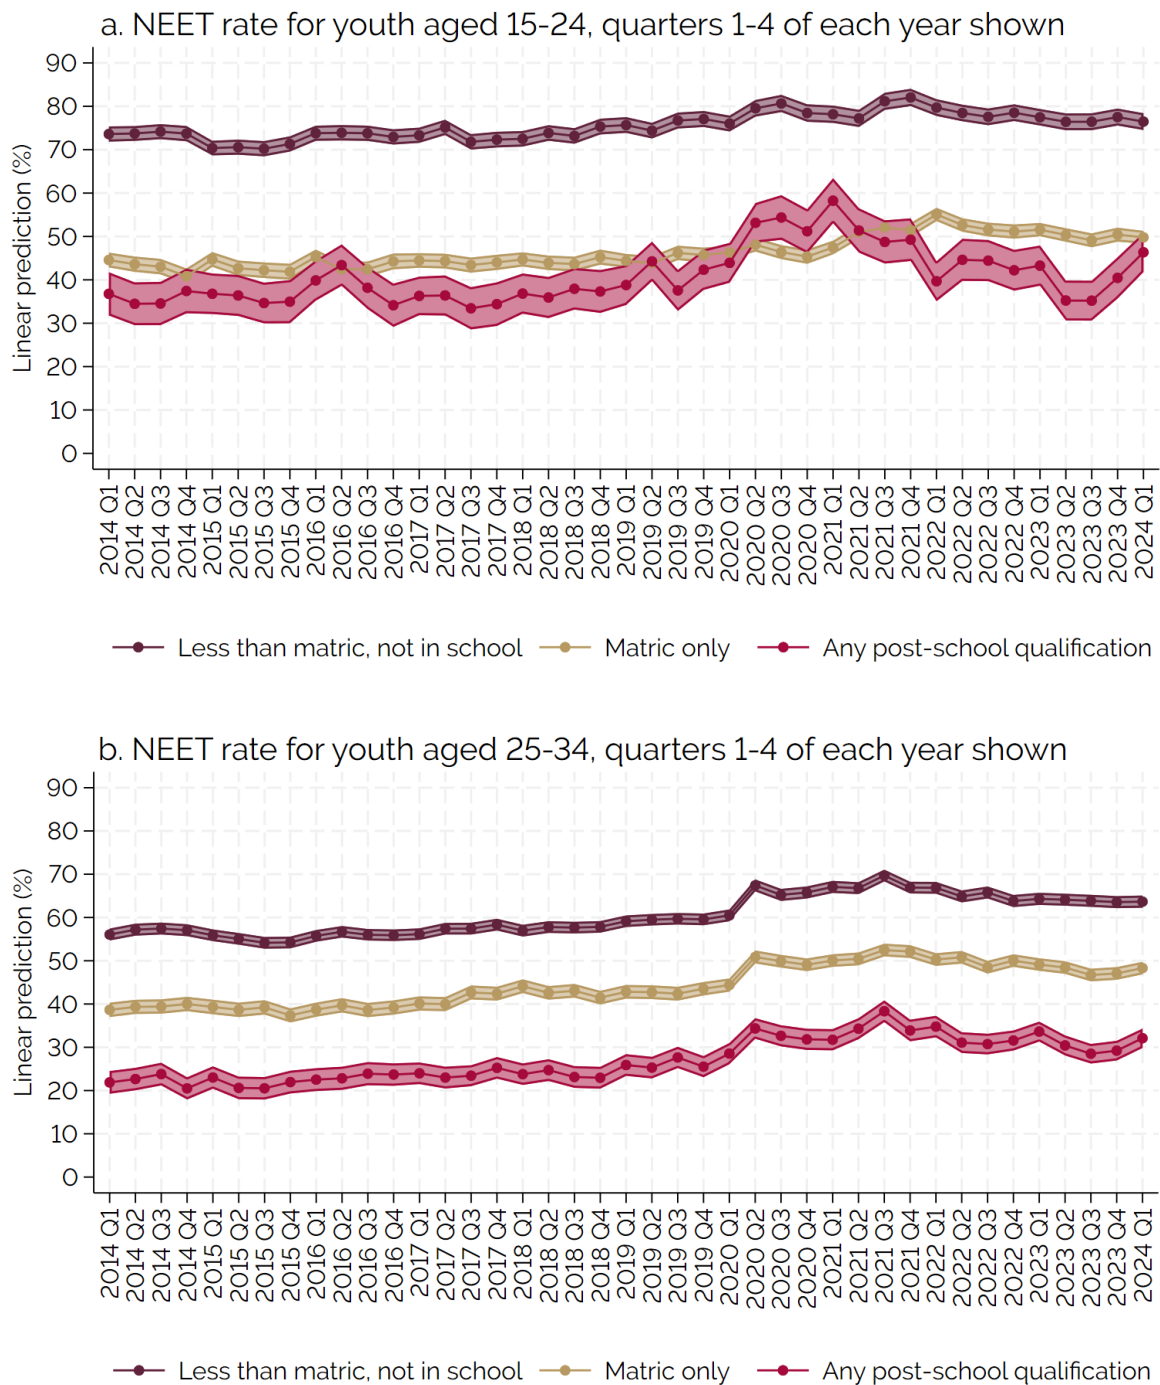 a. NEET rate for youth aged 15-24, quarters 1-4 of each year shown
Linear prediction (%)
90
80
70
60
50
40
30
20
10
0
2014 Q1
2014 Q2
2014 Q3
2014 Q4
2015 Q1
2015 Q2
2015 Q3
2015 Q4
2016 Q1
2016 Q2
2016 Q3
2016 Q4
2017 Q1
2017 Q2
2017 Q3
2017 Q4
2018 Q1
2018 Q2
2018 Q3
2018 Q4
2019 Q1
2019 Q2
2019 Q3
2019 Q4
2020 Q1
2020 Q2
2020 Q3
2020 Q4
2021 Q1
2021 Q2
2021 Q3
2021 Q4
2022 Q1
2022 Q2
2022 Q3
2022 Q4
2023 Q1
2023 Q2
2023 Q3
2023 Q4
2024 Q1
Less than matric, not in school Matric only Any post-school qualification
b. NEET rate for youth aged 25-34, quarters 1-4 of each year shown
Linear prediction (%)
90
80
70
60
50
40
30
20
10
0
2014 Q1
2014 Q2
2014 Q3
2014 Q4
2015 Q1
2015 Q2
2015 Q3
2015 Q4
2016 Q1
2016 Q2
2016 Q3
2016 Q4
2017 Q1
2017 Q2
2017 Q3
2017 Q4
2018 Q1
2018 Q2
2018 Q3
2018 Q4
2019 Q1
2019 Q2
2019 Q3
2019 Q4
2020 Q1
2020 Q2
2020 Q3
2020 Q4
2021 Q1
2021 Q2
2021 Q3
2021 Q4
2022 Q1
2022 Q2
2022 Q3
2022 Q4
2023 Q1
2023 Q2
2023 Q3
2023 Q4
2024 Q1
Less than matric, not in school Matric only Any post-school qualification